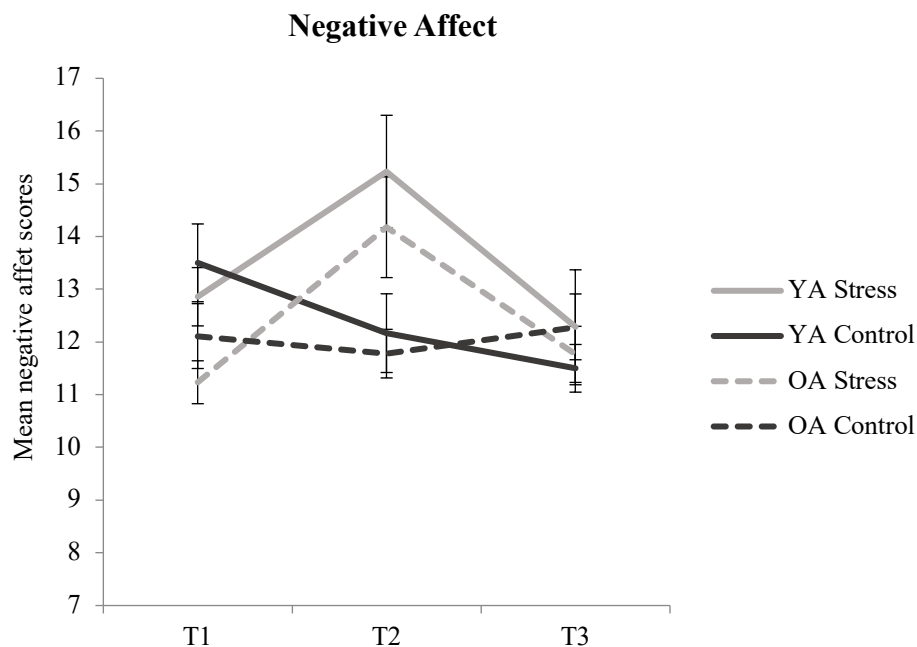 Negative Affect
17
16
15
14
13
12
11
10
9
8
7
Mean negative affet scores
T1 T2 T3
YA Stress
YA Control
OA Stress
OA Control